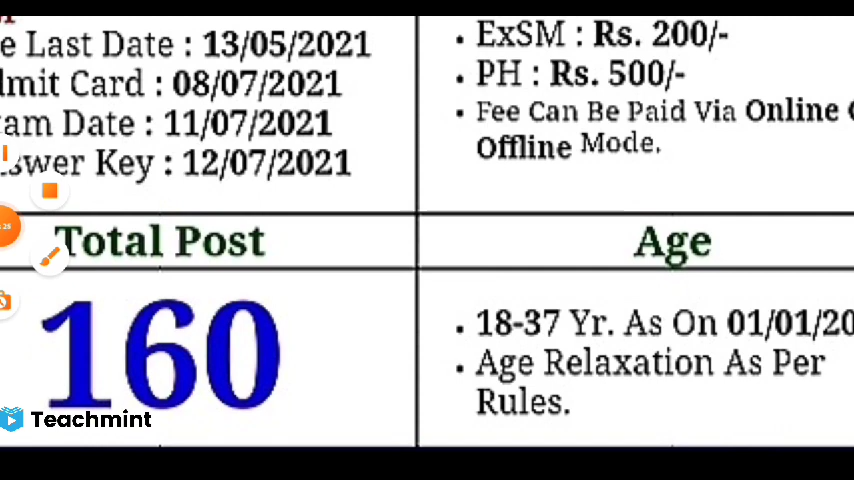 e Last Date : 13/05/2021
dmit Card : 08/07/2021
am Date : 11/07/2021
swer Key : 12/07/2021
ExSM : Rs. 200/-
PH : Rs. 500/-
Fee Can Be Paid Via Online
Offline Mode.
Total Post
Age
160
18-37 Yr. As On 01/01/20
Age Relaxation As Per
Rules.
Teachmint